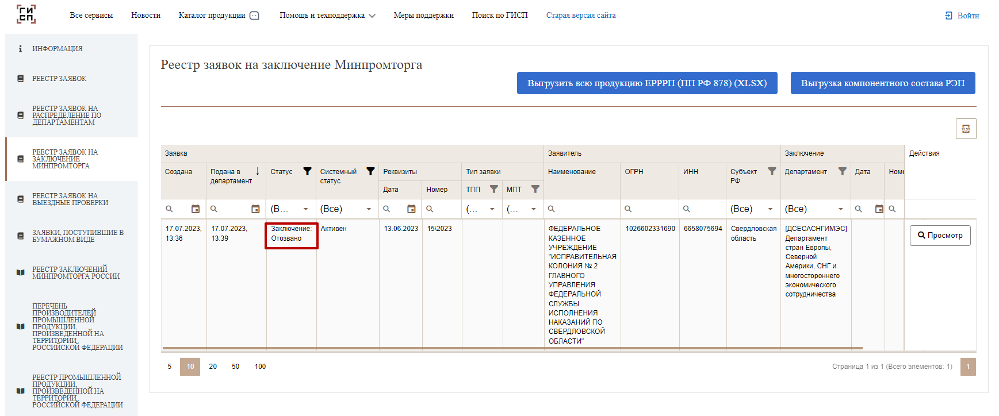 ГИ
СП
Все сервисы
Новости
Каталог продукции
Помощь и техподдержка
Меры поддержки
Поиск по ГИСП
Старая версия сайта
Войти
ИНФОРМАЦИЯ
РЕЕСТР ЗАЯВОК
РЕЕСТР ЗАЯВОК НА
РАСПРЕДЕЛЕНИЕ ПО
ДЕПАРТАМЕНТАМ
РЕЕСТР ЗАЯВОК НА
ЗАКЛЮЧЕНИЕ
МИНПРОМТОРГА
РЕЕСТР ЗАЯВОК НА
ВЫЕЗДНЫЕ ПРОВЕРКИ
ЗАЯВКИ, ПОСТУПИВШИЕ В
БУМАЖНОМ ВИДЕ
РЕЕСТР ЗАКЛЮЧЕНИЙ
МИНПРОМТОРГА РОССИИ
ПЕРЕЧЕНЬ
ПРОИЗВОДИТЕЛЕЙ
ПРОМЫШЛЕННОЙ
ПРОДУКЦИИ,
ПРОИЗВЕДЕННОЙ НА
ТЕРРИТОРИИ
РОССИЙСКОЙ ФЕДЕРАЦИИ
РЕЕСТР ПРОМЫШЛЕННОЙ
ПРОДУКЦИИ,
ПРОИЗВЕДЕННОЙ НА
ТЕРРИТОРИИ
РОССИЙСКОЙ ФЕДЕРАЦИИ
Реестр заявок на заключение Минпромторга
Выгрузить всю продукцию ЕРРРП (ПП РФ 878) (XLSX)
Выгрузка компонентного состава РЭП
XLSX
Заявка
Заявитель
Заключение
Действия
Создана
Подана в
департамент
Статус
Системный
статус
Реквизиты
Тип заявки
Наименование
ОГРН
ИНН
Субъект
РФ
Департамент
Дата
Номе
Дата
Номер
ТПП
МПТ
(В...
(Все)
(...
(...
(Все)
(Все)
17.07.2023,
13:36
17.07.2023,
13:39
Заключение:
Отозвано
Активен
13.06.2023
15\2023
ФЕДЕРАЛЬНОЕ
КАЗЕННОЕ
УЧРЕЖДЕНИЕ
"ИСПРАВИТЕЛЬНАЯ
КОЛОНИЯ № 2
ГЛАВНОГО
УПРАВЛЕНИЯ
ФЕДЕРАЛЬНОЙ
СЛУЖБЫ
ИСПОЛНЕНИЯ
НАКАЗАНИЙ ПО
СВЕРДЛОВСКОЙ
ОБЛАСТИ"
1026602331690
6658075694
Свердловская
область
[ДСЕСАСНГИМЭС]
Департамент
стран Европы,
Северной
Америки, СНГ и
многостороннего
экономического
сотрудничества
Просмотр
5
10
20
50
100
Страница 1 из 1 (Всего элементов: 1)
1